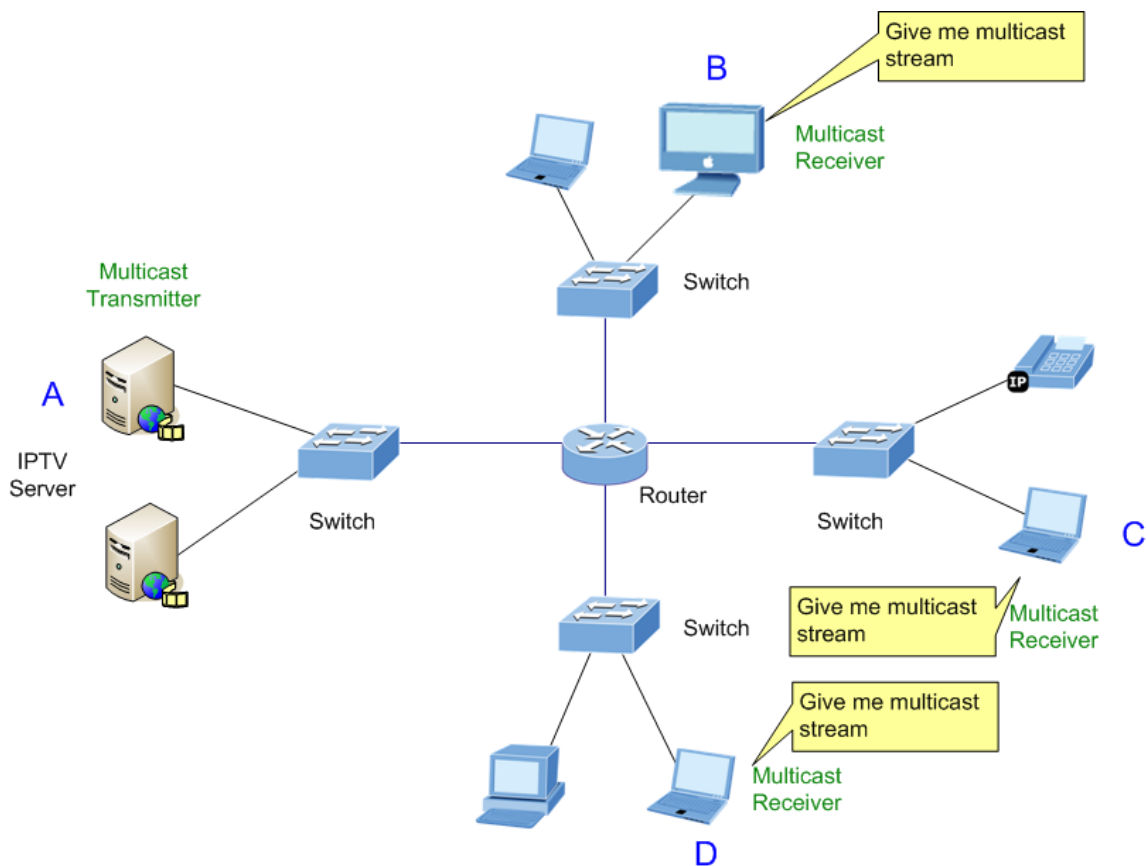 Give me multicast
stream
B
Multicast
Receiver
Switch
Multicast
Transmitter
A
IPTV
Server
Switch
Router
IP
Switch
C
Give me multicast
stream
Multicast
Receiver
Switch
Give me multicast
stream
Multicast
Receiver
D